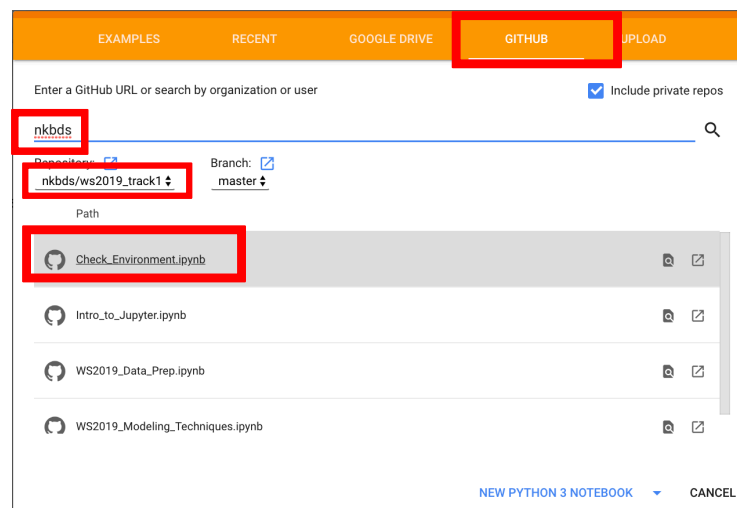 EXAMPLES RECENT GOOGLE DRIVE GITHUB UPLOAD
Enter a GitHub URL or search by organization or user Include private repos
nkbds
Repository: Branch:
nkbds/ws2019_track1 master
Path
Check_Environment.ipynb
Intro_to_Jupyter.ipynb
WS2019_Data_Prep.ipynb
WS2019_Modeling_Techniques.ipynb
NEW PYTHON 3 NOTEBOOK CANCEL